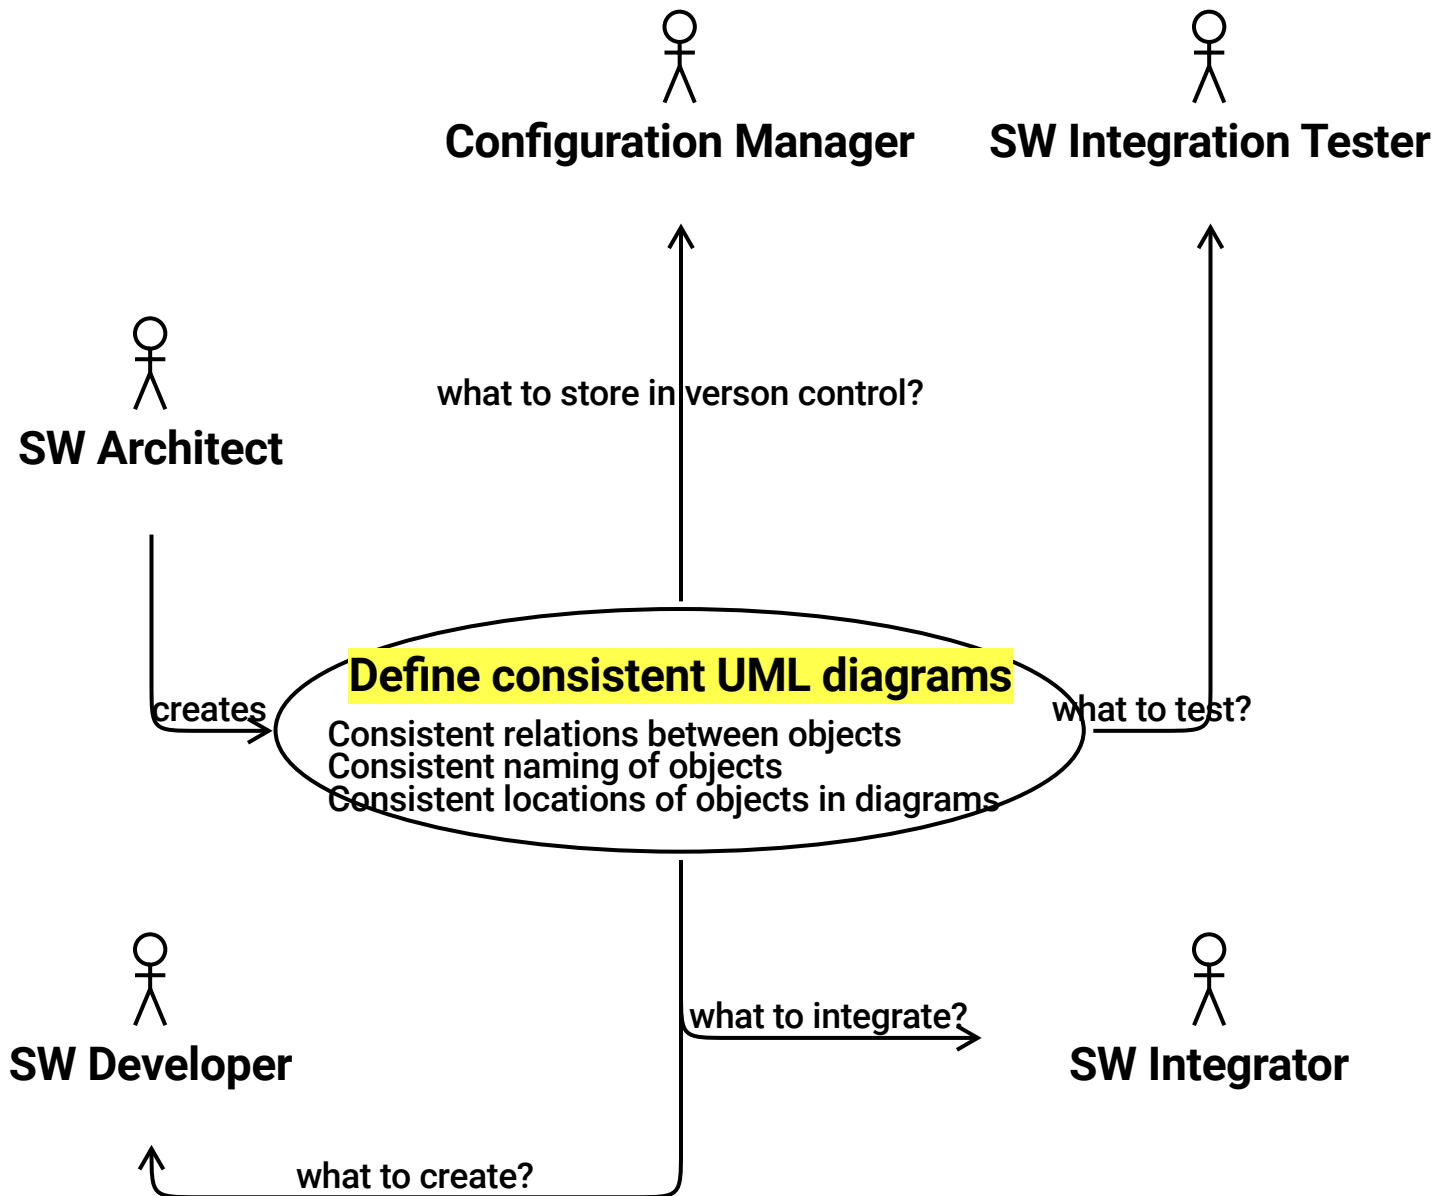 Configuration Manager
SW Integration Tester
what to store in verson control?
SW Architect
creates
Define consistent UML diagrams
what to test?
Consistent relations between objects
Consistent naming of objects
Consistent locations of objects in diagrams
what to integrate?
SW Developer
SW Integrator
what to create?